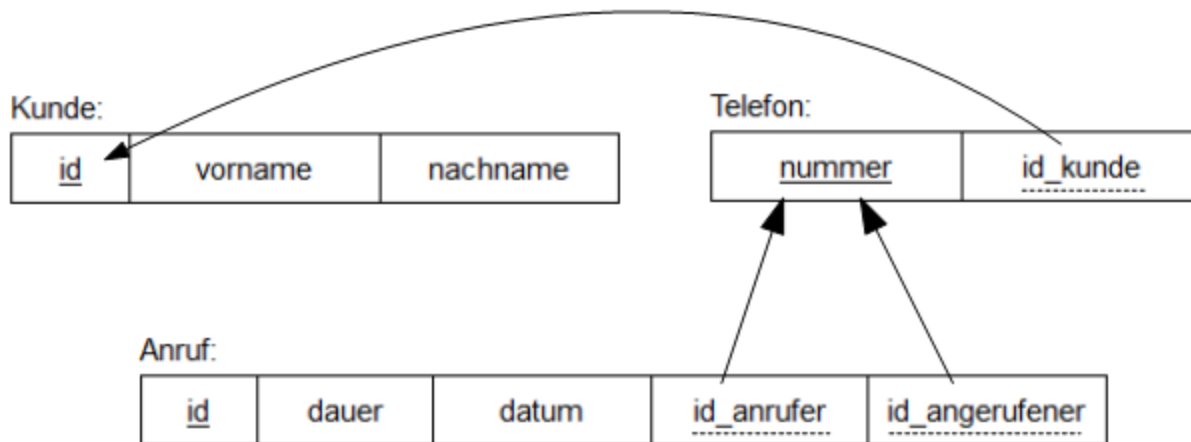 Kunde:
id vorname nachname
Telefon:
nummer id_kunde
Anruf:
id dauer datum id_anrufer id_angerufener